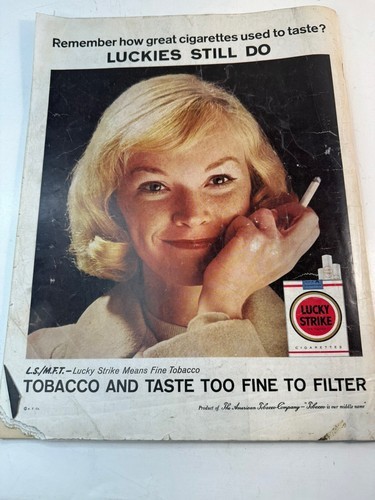 Remember how great cigarettes used to taste?
LUCKIES STILL DO
LUCKY
STRIKE
CIGARETTES
L.S./M.F.T.—Lucky Strike Means Fine Tobacco
TOBACCO AND TASTE TOO FINE TO FILTER
Product of The American Tobacco Company—"Tobacco is our middle name"